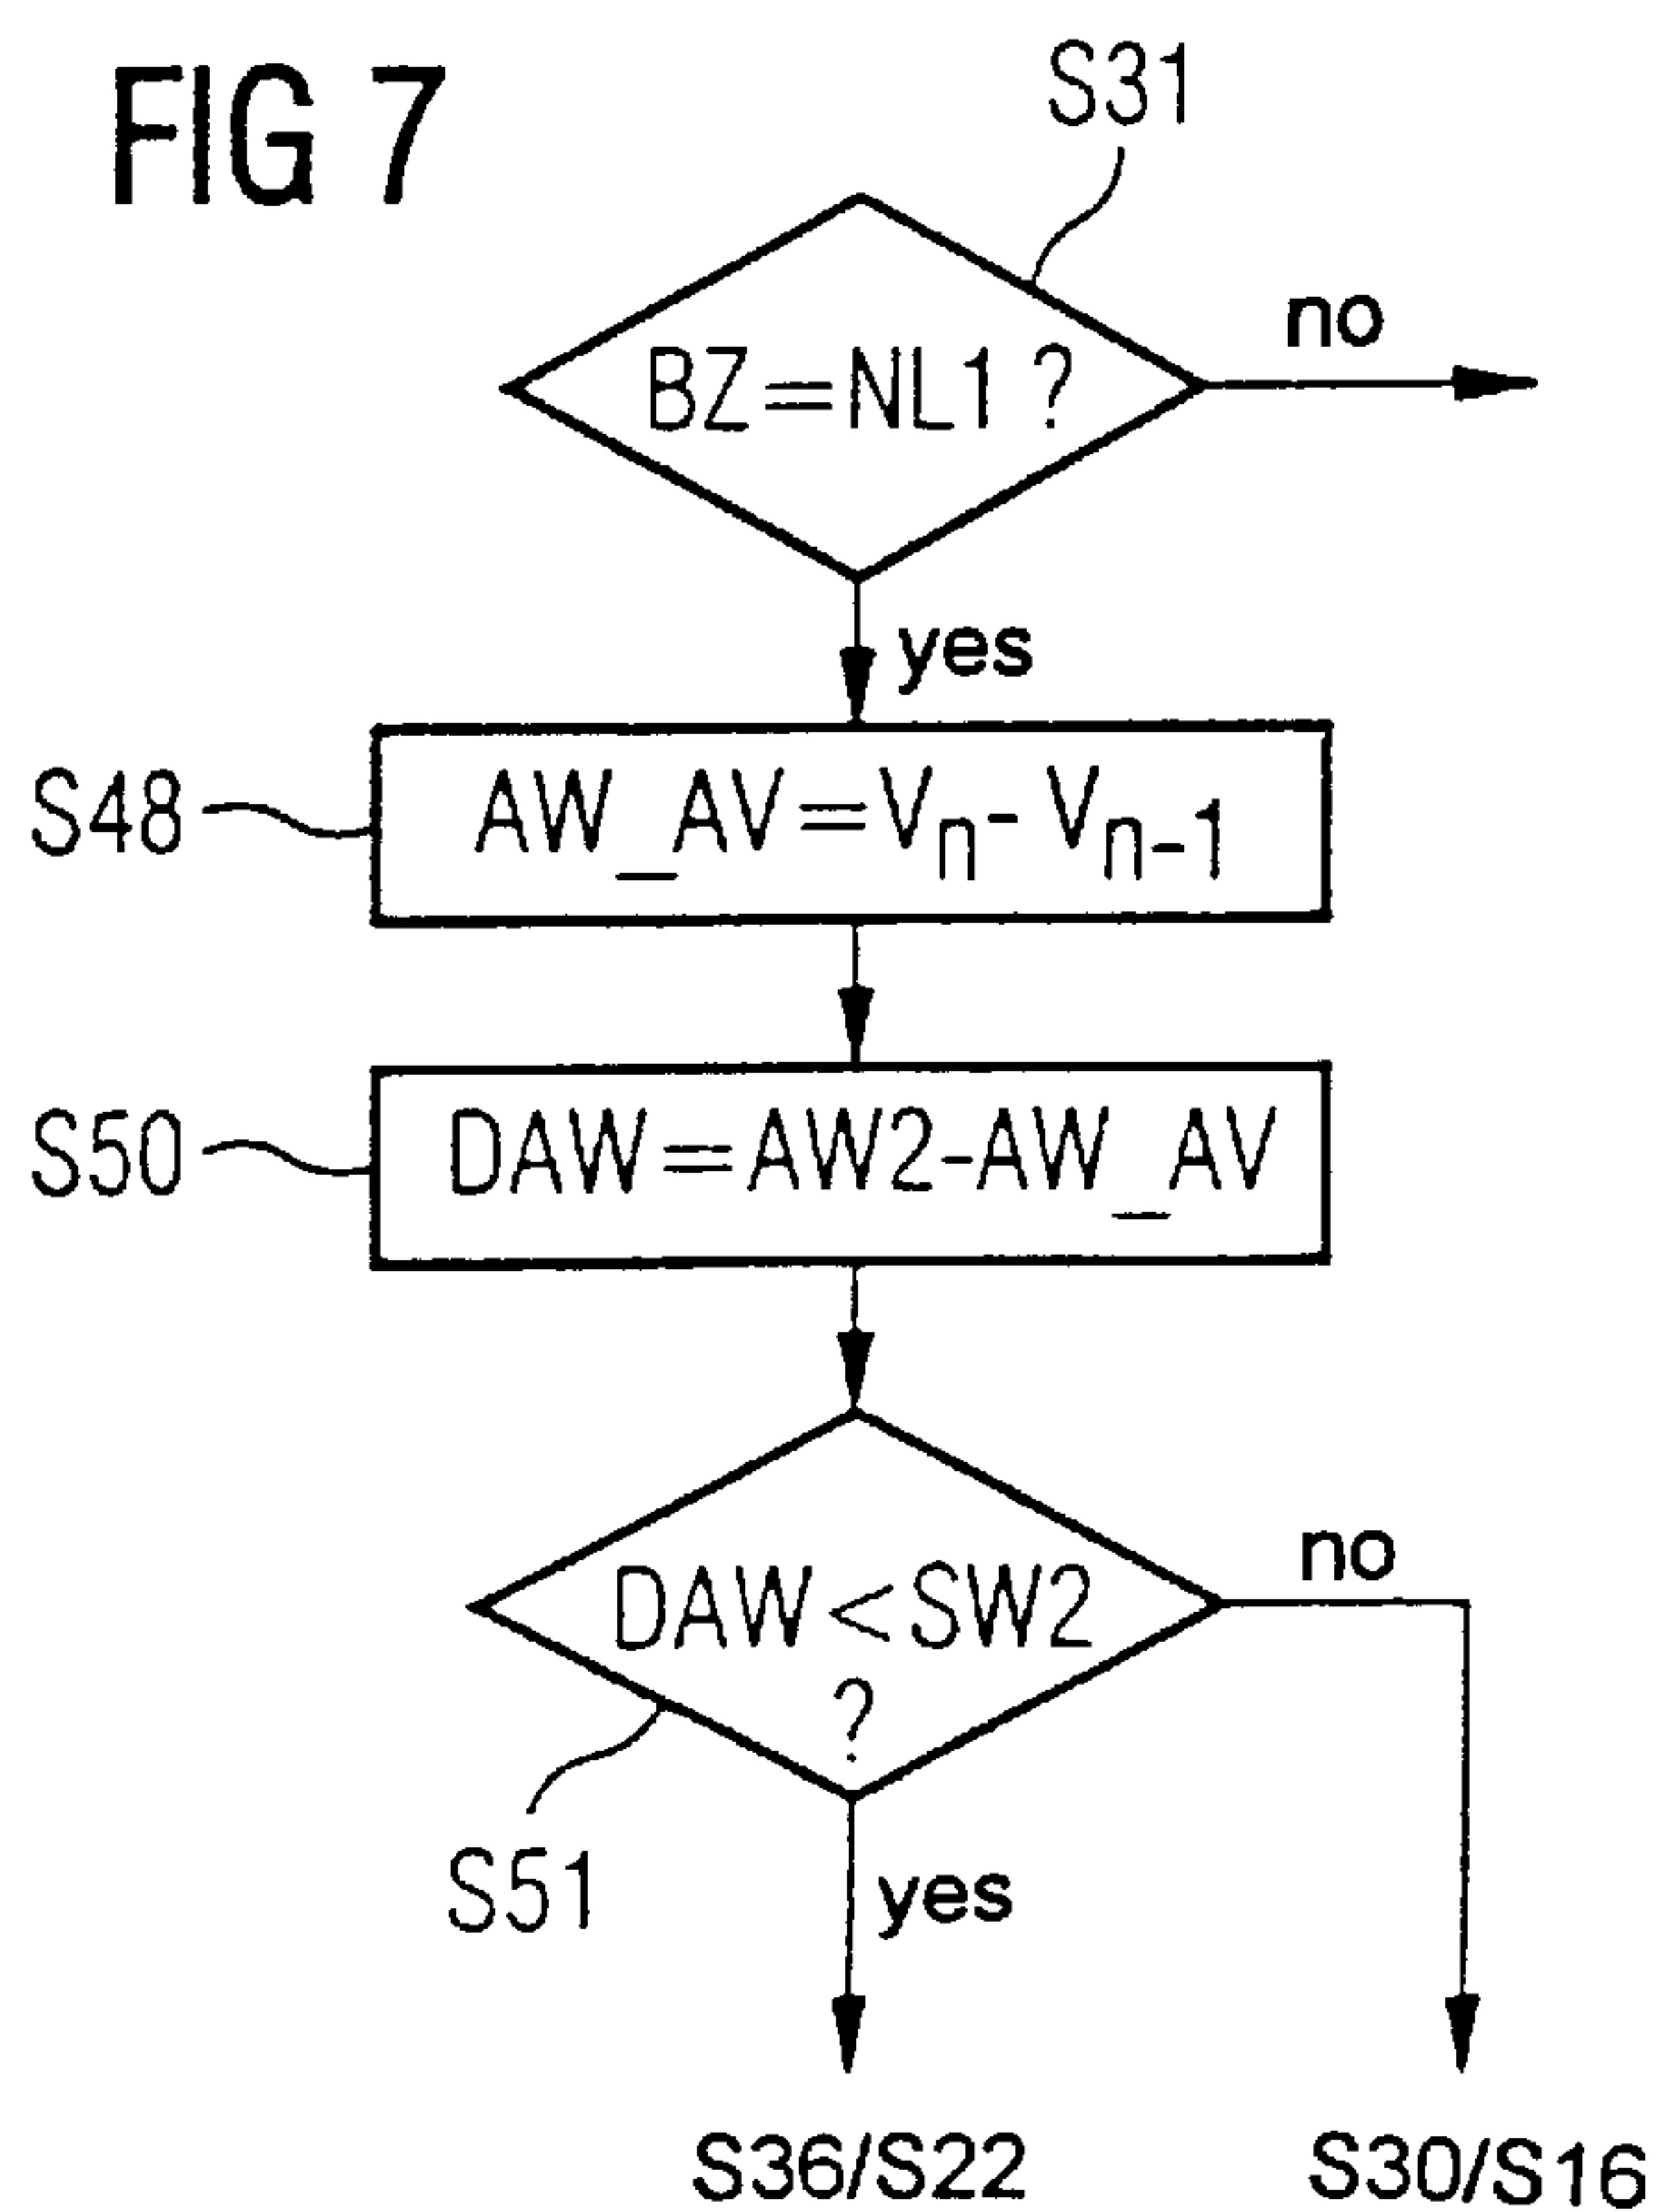 FIG 7
S31
BZ=NL1 ?
no
yes
S48
AW_AV=Vn- Vn-1
S50
DAW=AW2-AW_AV
DAW<SW2
?
no
S51
yes
S36/S22
S30/S16